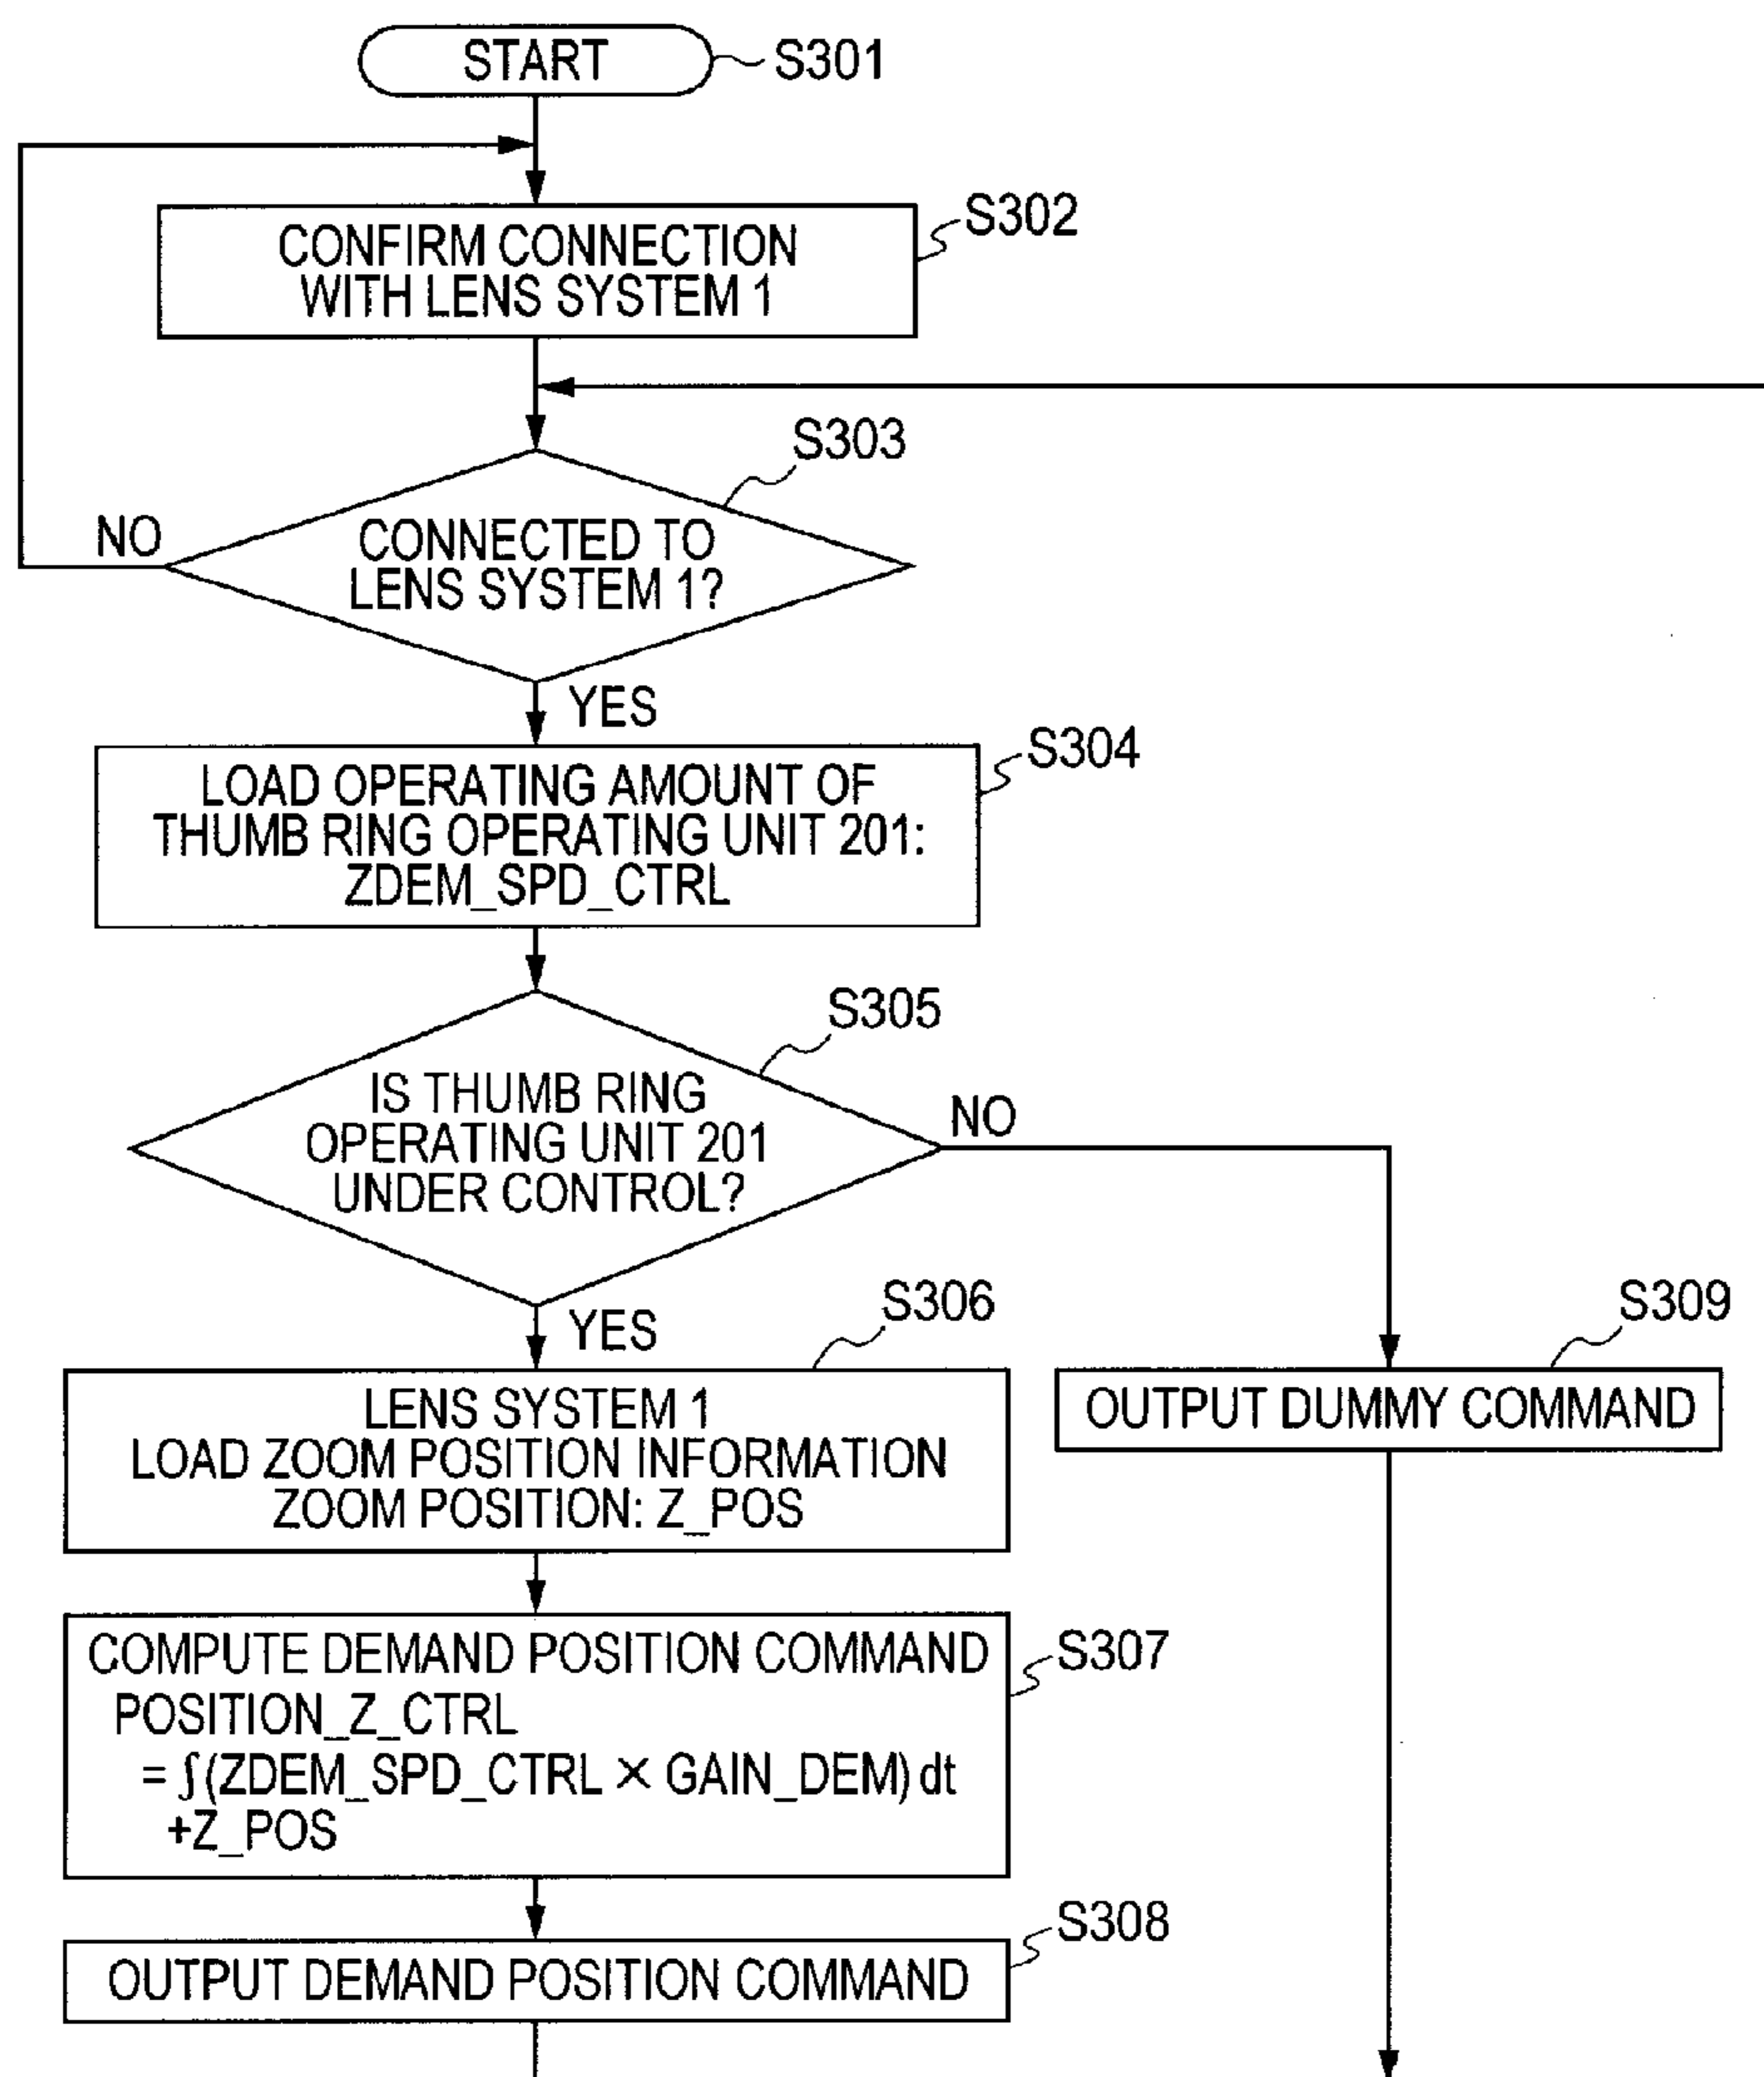 START
S301
CONFIRM CONNECTION
WITH LENS SYSTEM 1
S302
S303
CONNECTED TO
LENS SYSTEM 1?
NO
YES
LOAD OPERATING AMOUNT OF
THUMB RING OPERATING UNIT 201:
ZDEM_SPD_CTRL
S304
S305
IS THUMB RING
OPERATING UNIT 201
UNDER CONTROL?
NO
YES
S306
LENS SYSTEM 1
LOAD ZOOM POSITION INFORMATION
ZOOM POSITION: Z_POS
S309
OUTPUT DUMMY COMMAND
COMPUTE DEMAND POSITION COMMAND
POSITION_Z_CTRL
= ∫(ZDEM_SPD_CTRL × GAIN_DEM) dt
+Z_POS
S307
S308
OUTPUT DEMAND POSITION COMMAND